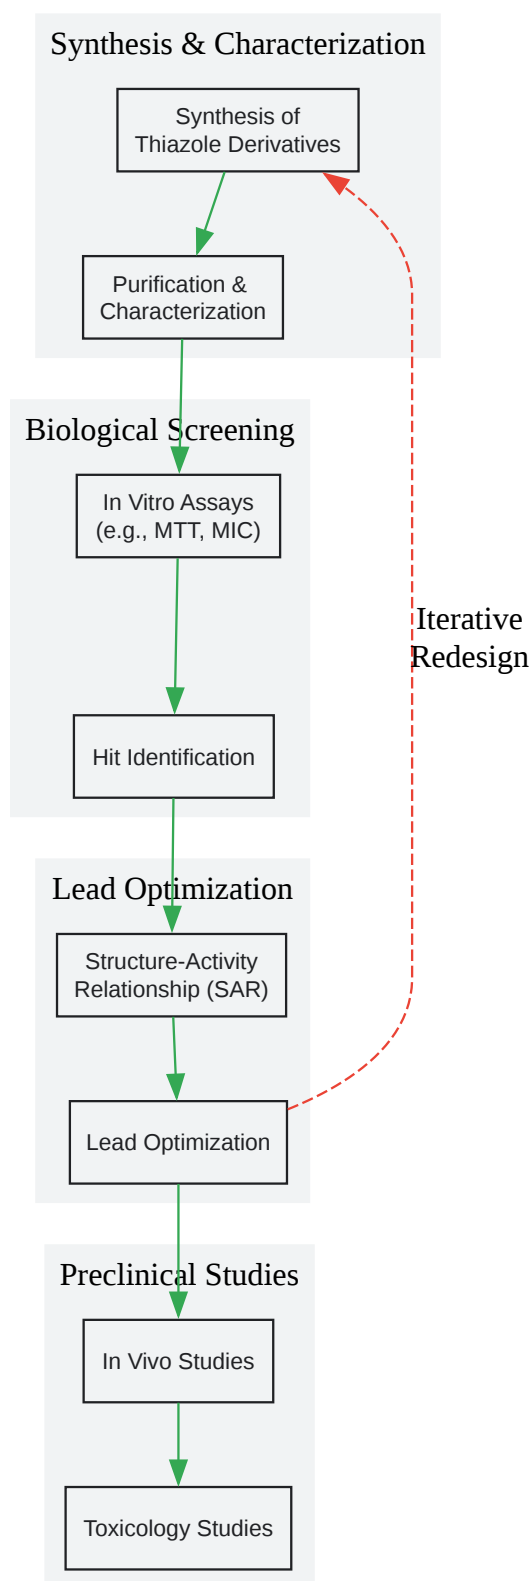 Synthesis & Characterization
Synthesis of
Thiazole Derivatives
Purification &
Characterization
Biological Screening
In Vitro Assays
(e.g., MTT, MIC)
Iterative
Redesign
Hit Identification
Lead Optimization
Structure-Activity
Relationship (SAR)
Lead Optimization
Preclinical Studies
In Vivo Studies
Toxicology Studies